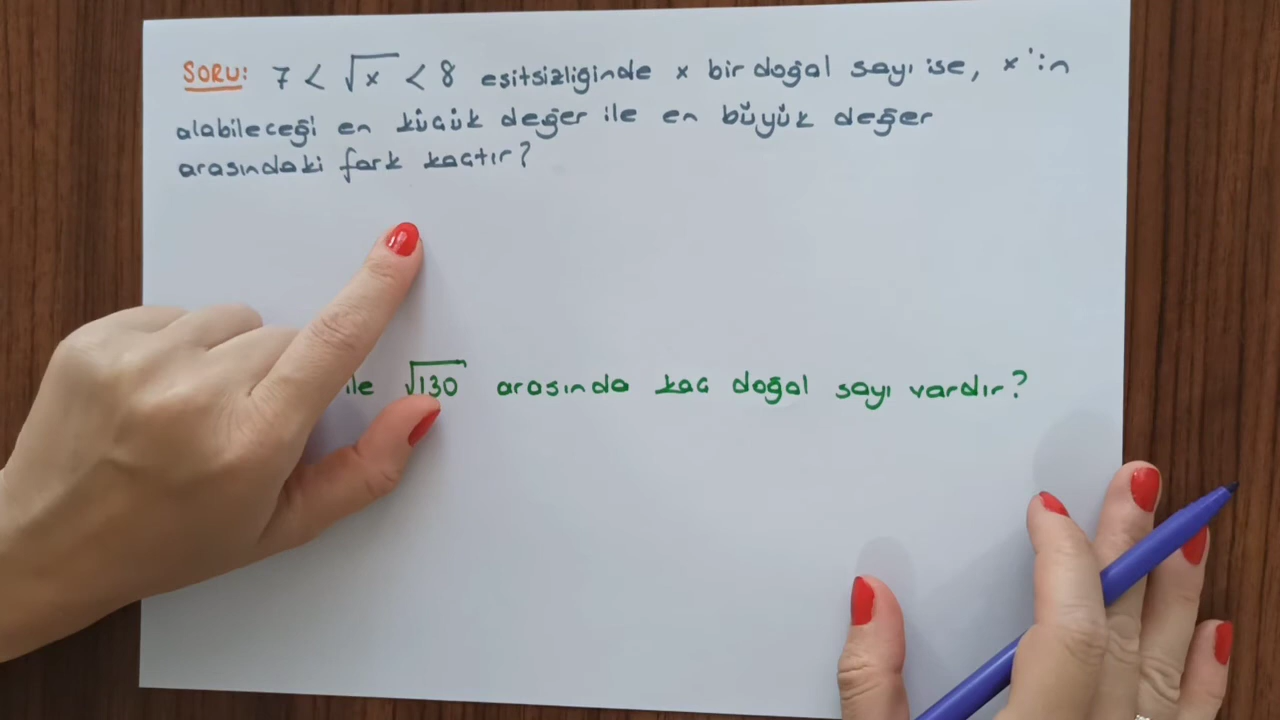 SORU: 7 < √x < 8 eşitsizliğinde x bir doğal sayı ise, x'in
alabileceği en küçük değer ile en büyük değer
arasındaki fark kaçtır?
ile √130 arasında kaç doğal sayı vardır?